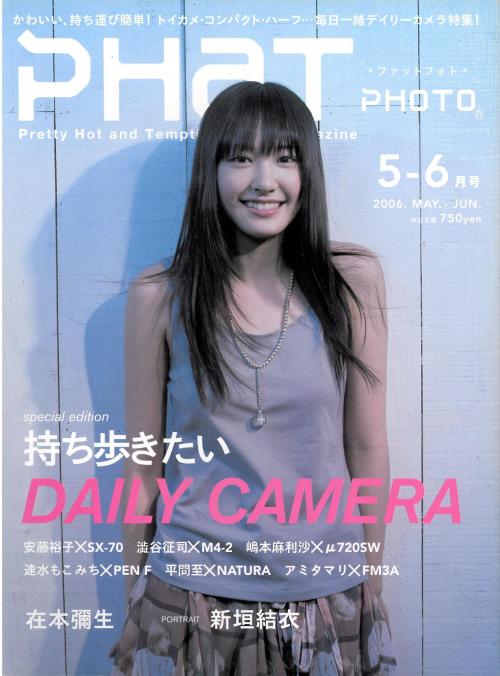 かわいい、持ち運び簡単！トイカメ・コンパクト・ハーフ…毎日一緒デイリーカメラ特集！
PHaT
・ファットフォト・
PHOTO®
Pretty Hot and Tempti
azine
5-6月号
2006. MAY. - JUN.
特別定価 750yen
special edition
持ち歩きたい
DAILY CAMERA
安藤裕子×SX-70 澁谷征司×M4-2 嶋本麻利沙×μ720SW
速水もこみち×PEN F 平間至×NATURA アミタマリ×FM3A
在本彌生 PORTRAIT 新垣結衣